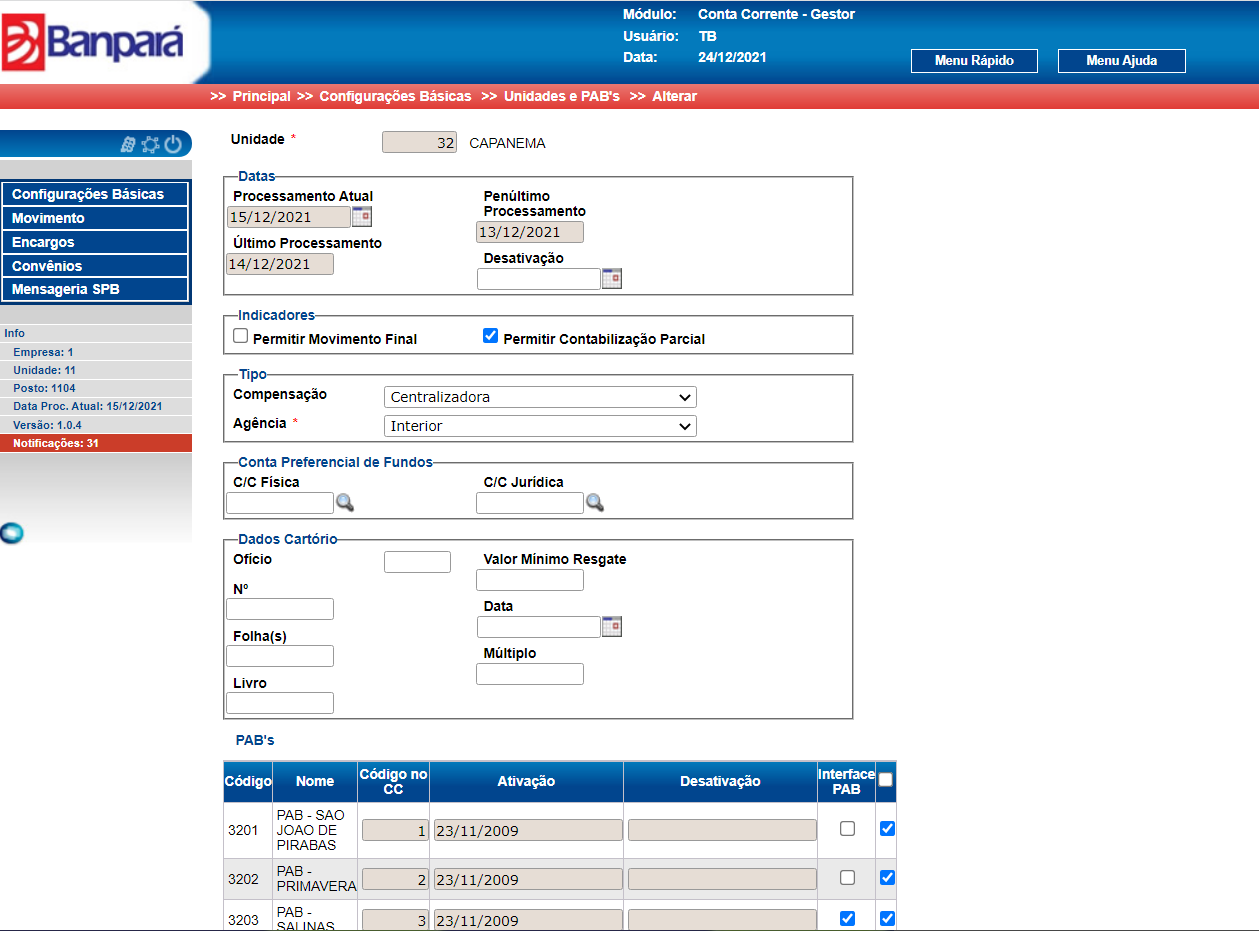 Banpará
Módulo: Conta Corrente - Gestor
Usuário: TB
Data: 24/12/2021
Menu Rápido Menu Ajuda
>> Principal >> Configurações Básicas >> Unidades e PAB's >> Alterar
Configurações Básicas
Movimento
Encargos
Convênios
Mensageria SPB
Info
Empresa: 1
Unidade: 11
Posto: 1104
Data Proc. Atual: 15/12/2021
Versão: 1.0.4
Notificações: 31
Unidade * 32 CAPANEMA
Datas
Processamento Atual
15/12/2021
Penúltimo
Processamento
13/12/2021
Último Processamento
14/12/2021
Desativação
Indicadores
Permitir Movimento Final Permitir Contabilização Parcial
Tipo
Compensação Centralizadora
Agência * Interior
Conta Preferencial de Fundos
C/C Física C/C Jurídica
Dados Cartório
Ofício Valor Mínimo Resgate
Nº
Data
Folha(s)
Múltiplo
Livro
PAB's
Código Nome Código no CC Ativação Desativação Interface PAB
3201 PAB - SAO JOAO DE PIRABAS 1 23/11/2009
3202 PAB - PRIMAVERA 2 23/11/2009
3203 PAB - SALINAS 3 23/11/2009